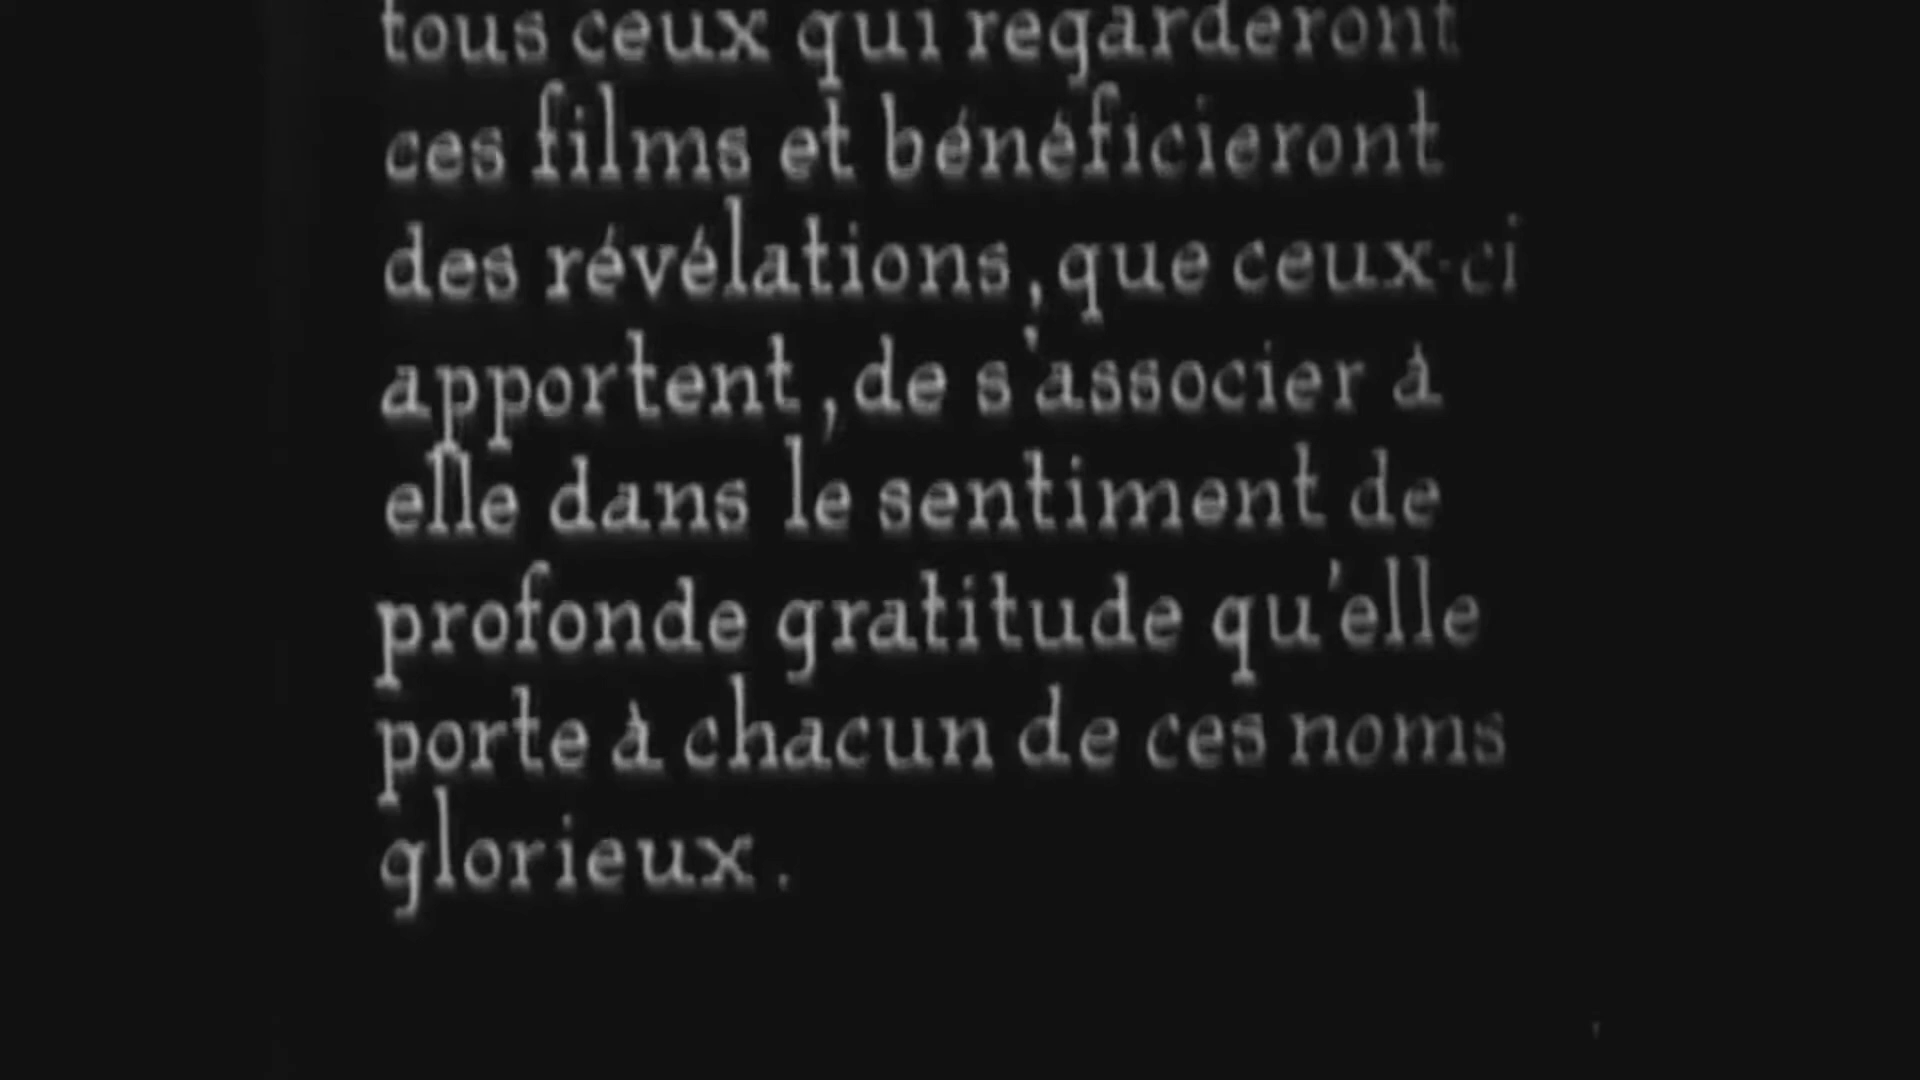 tous ceux qui regarderont
ces films et bénéficieront
des révélations, que ceux-ci
apportent, de s'associer à
elle dans le sentiment de
profonde gratitude qu'elle
porte à chacun de ces noms
glorieux.